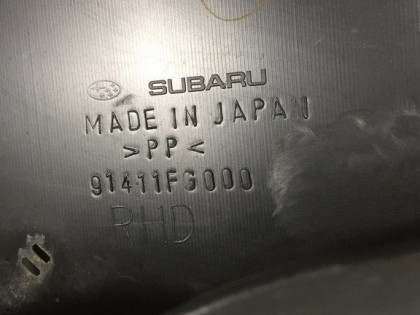 SUBARU
MADE IN JAPAN
>PP<
91411FG000
RHD